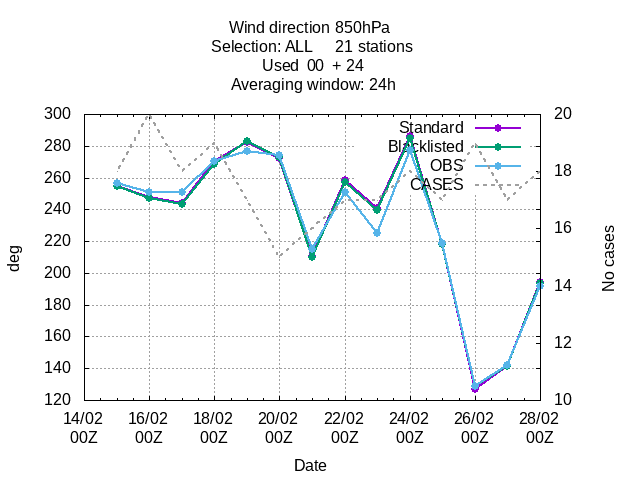 Wind direction 850hPa
Selection: ALL 21 stations
Used 00 + 24
Averaging window: 24h
300
280
260
240
220
200
180
160
140
120
deg
20
18
16
14
12
10
No cases
Standard
Blacklisted
OBS
CASES
14/02 16/02 18/02 20/02 22/02 24/02 26/02 28/02
00Z 00Z 00Z 00Z 00Z 00Z 00Z 00Z
Date